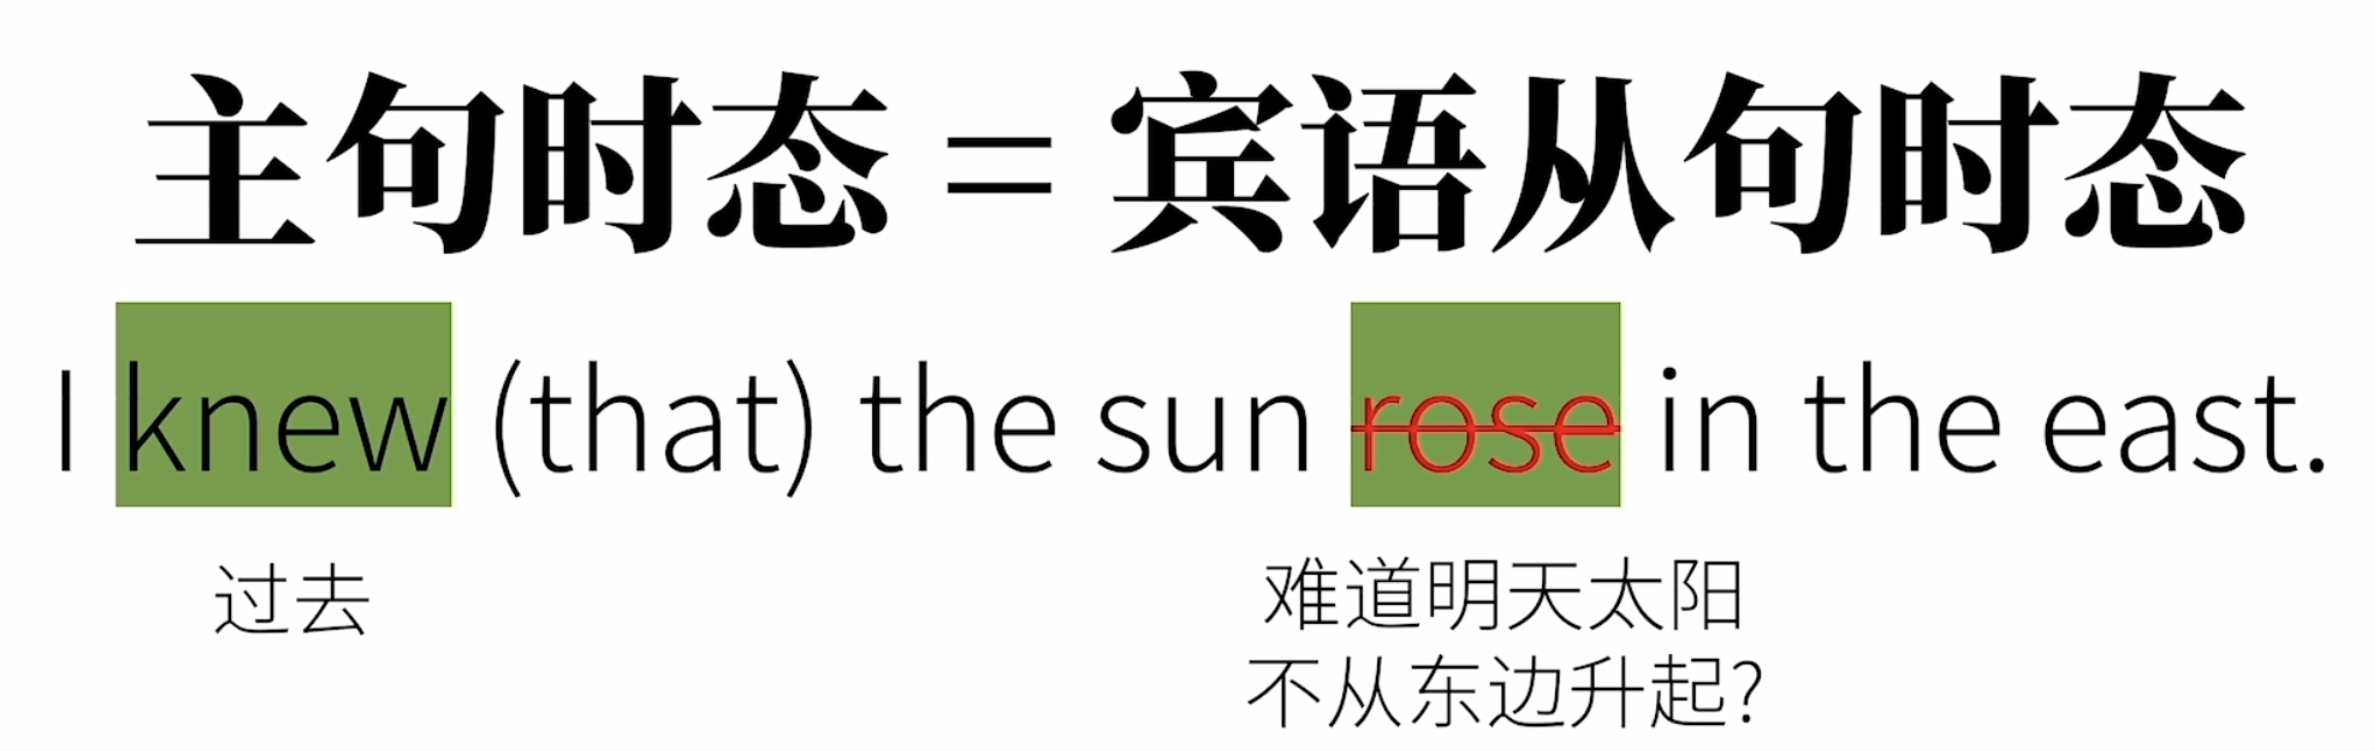 主句时态 = 宾语从句时态
I knew (that) the sun rose in the east.
过去
难道明天太阳
不从东边升起?